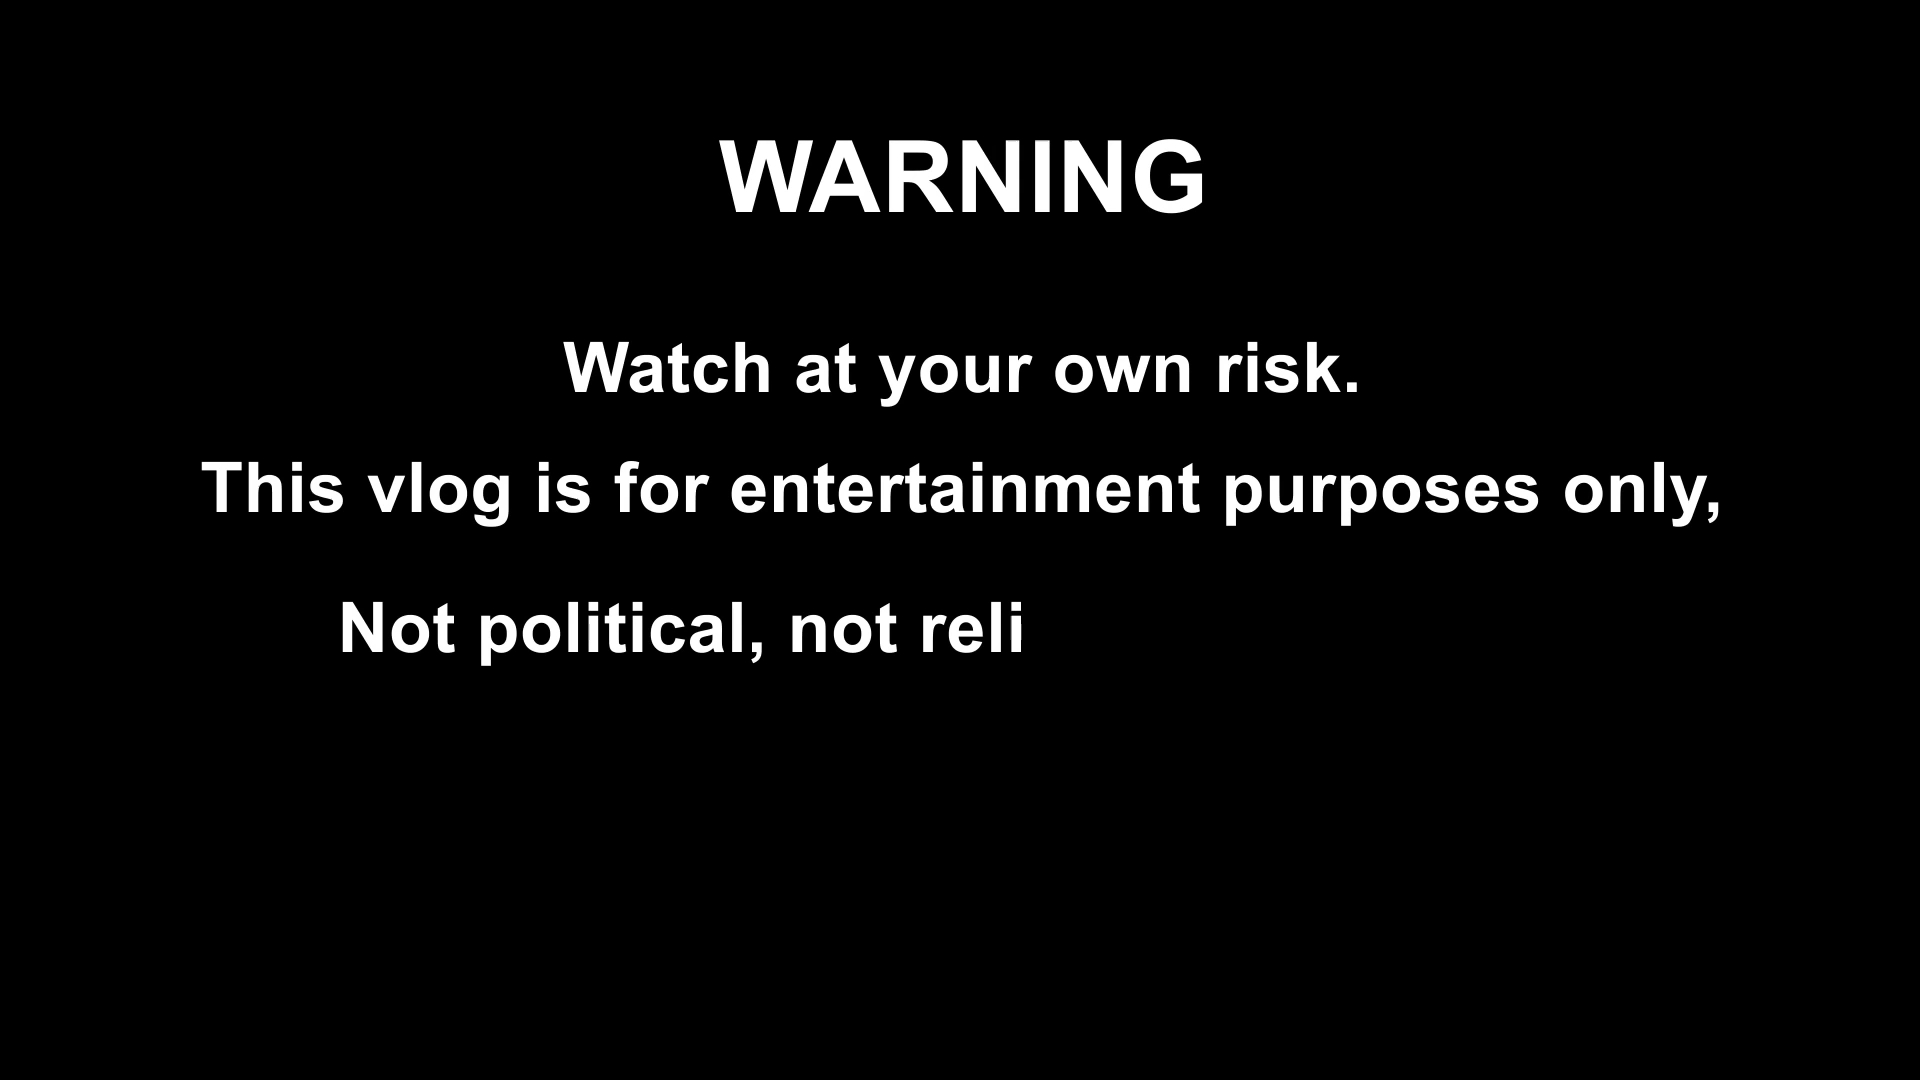 WARNING
Watch at your own risk.
This vlog is for entertainment purposes only,
Not political, not reli